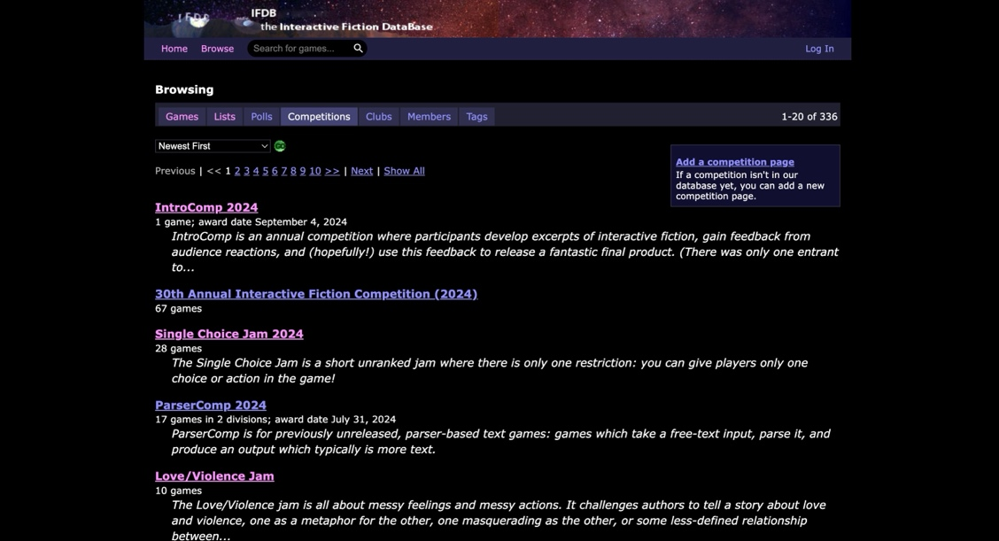 IFDB
IFDB
the Interactive Fiction DataBase
Home Browse Search for games... Log In
Browsing
Games Lists Polls Competitions Clubs Members Tags 1-20 of 336
Newest First GO
Previous | << 1 2 3 4 5 6 7 8 9 10 >> | Next | Show All
Add a competition page
If a competition isn't in our
database yet, you can add a new
competition page.
IntroComp 2024
1 game; award date September 4, 2024
IntroComp is an annual competition where participants develop excerpts of interactive fiction, gain feedback from
audience reactions, and (hopefully!) use this feedback to release a fantastic final product. (There was only one entrant
to...
30th Annual Interactive Fiction Competition (2024)
67 games
Single Choice Jam 2024
28 games
The Single Choice Jam is a short unranked jam where there is only one restriction: you can give players only one
choice or action in the game!
ParserComp 2024
17 games in 2 divisions; award date July 31, 2024
ParserComp is for previously unreleased, parser-based text games: games which take a free-text input, parse it, and
produce an output which typically is more text.
Love/Violence Jam
10 games
The Love/Violence jam is all about messy feelings and messy actions. It challenges authors to tell a story about love
and violence, one as a metaphor for the other, one masquerading as the other, or some less-defined relationship
between...